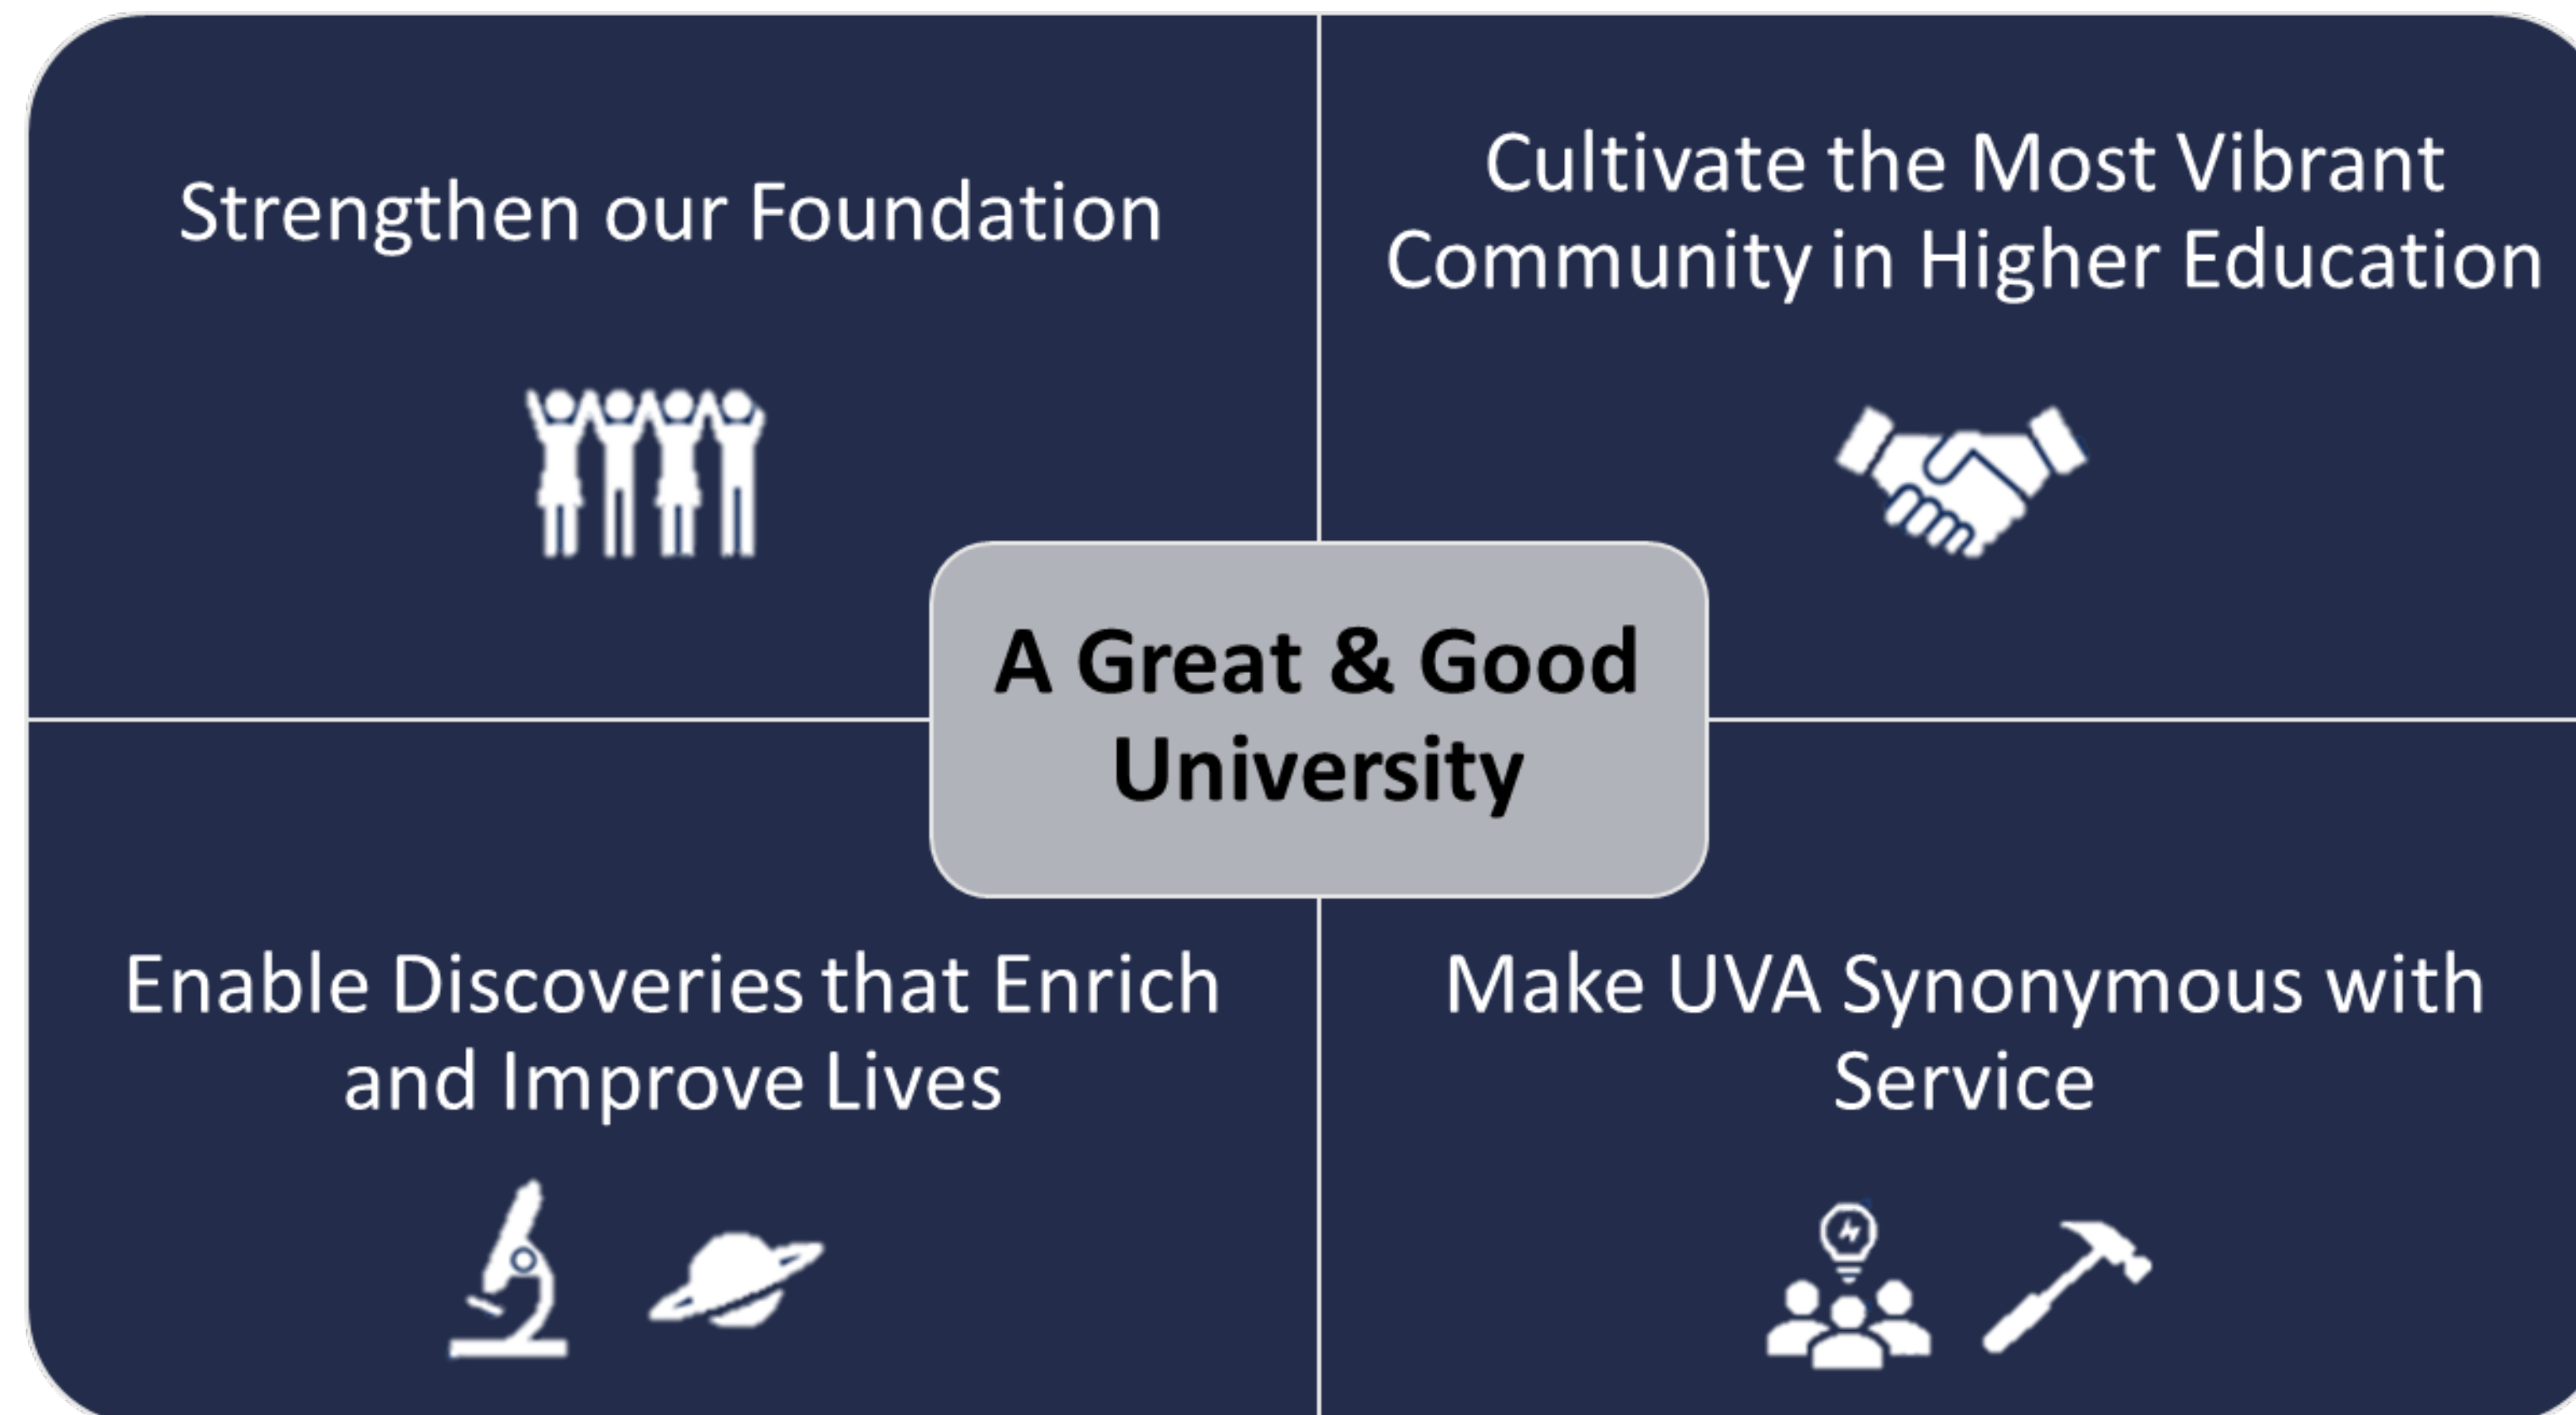 Strengthen our Foundation
Cultivate the Most Vibrant
Community in Higher Education
A Great & Good
University
Enable Discoveries that Enrich
and Improve Lives
Make UVA Synonymous with
Service